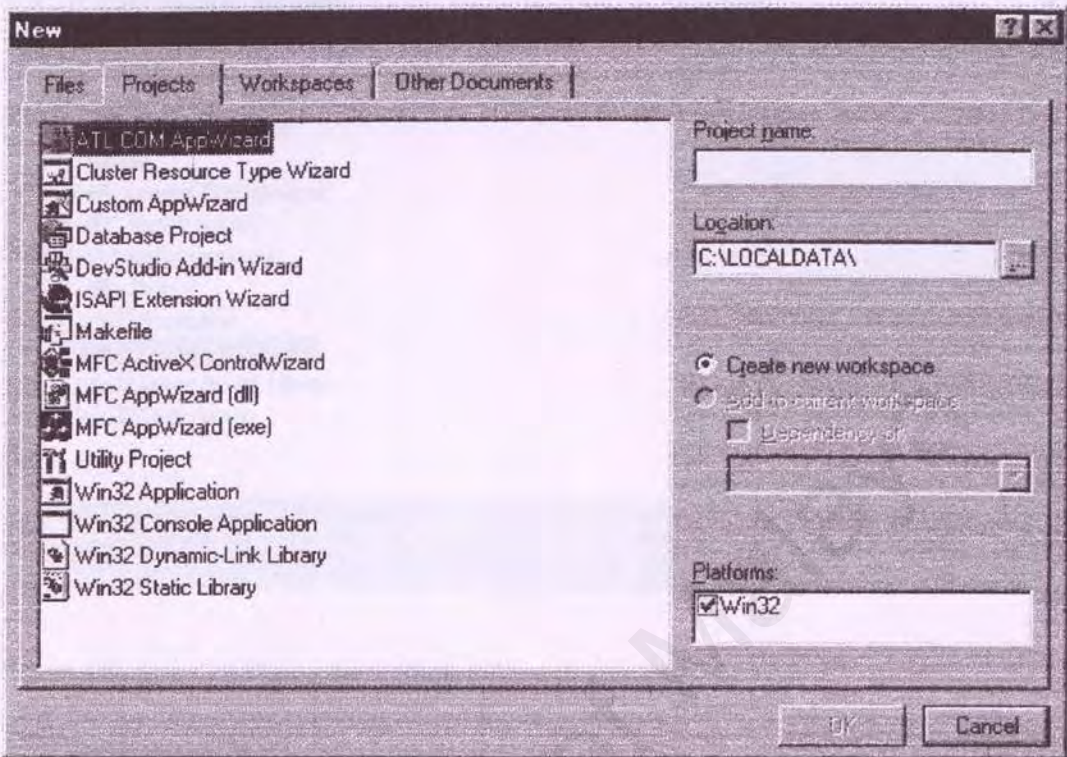 New
Files Projects Workspaces Other Documents
ATL COM AppWizard
Cluster Resource Type Wizard
Custom AppWizard
Database Project
DevStudio Add-in Wizard
ISAPI Extension Wizard
Makefile
MFC ActiveX ControlWizard
MFC AppWizard (dll)
MFC AppWizard (exe)
Utility Project
Win32 Application
Win32 Console Application
Win32 Dynamic-Link Library
Win32 Static Library
Project name:
Location:
C:\LOCALDATA\
...
Create new workspace
Add to current workspace
Dependency of:
Platforms:
Win32
OK Cancel